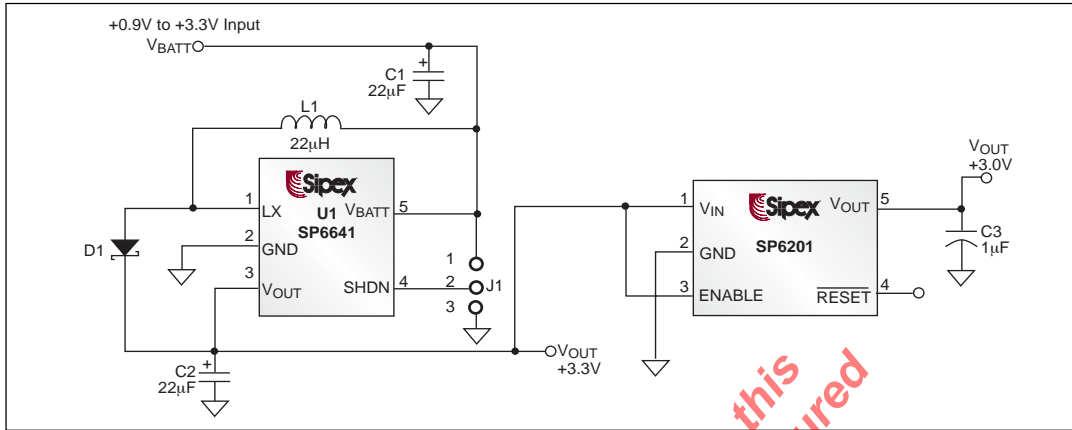 +0.9V to +3.3V Input
VBATT
+
C1
22µF
L1
22µH
Sipex
U1
SP6641
1 LX
VBATT 5
2 GND
3 VOUT
SHDN 4
D1
1
2
3
J1
VOUT
+3.3V
+
C2
22µF
Sipex
SP6201
1 VIN
VOUT 5
2 GND
3 ENABLE
RESET 4
VOUT
+3.0V
C3
1µF
this
ured